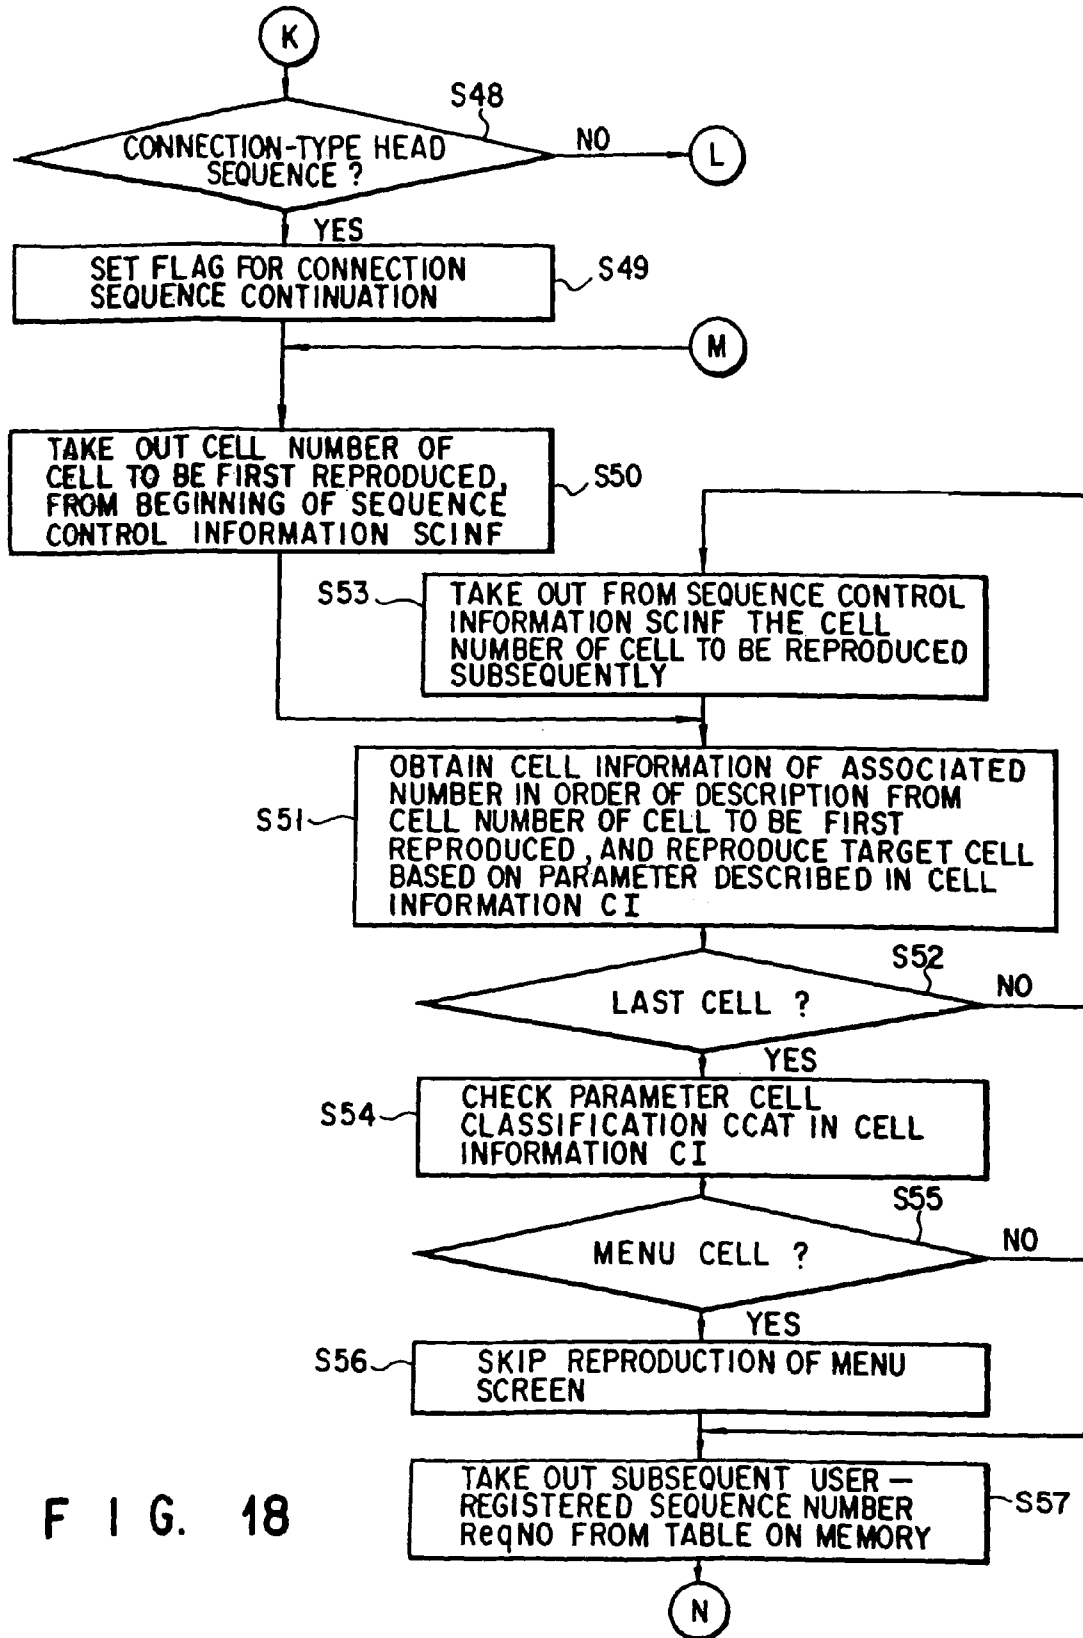 K
S48
CONNECTION-TYPE HEAD
SEQUENCE ?
NO
L
YES
SET FLAG FOR CONNECTION
SEQUENCE CONTINUATION
S49
M
TAKE OUT CELL NUMBER OF
CELL TO BE FIRST REPRODUCED,
FROM BEGINNING OF SEQUENCE
CONTROL INFORMATION SCINF
S50
S53
TAKE OUT FROM SEQUENCE CONTROL
INFORMATION SCINF THE CELL
NUMBER OF CELL TO BE REPRODUCED
SUBSEQUENTLY
S51
OBTAIN CELL INFORMATION OF ASSOCIATED
NUMBER IN ORDER OF DESCRIPTION FROM
CELL NUMBER OF CELL TO BE FIRST
REPRODUCED, AND REPRODUCE TARGET CELL
BASED ON PARAMETER DESCRIBED IN CELL
INFORMATION CI
S52
LAST CELL ?
NO
YES
S54
CHECK PARAMETER CELL
CLASSIFICATION CCAT IN CELL
INFORMATION CI
S55
MENU CELL ?
NO
YES
S56
SKIP REPRODUCTION OF MENU
SCREEN
TAKE OUT SUBSEQUENT USER-
REGISTERED SEQUENCE NUMBER
ReqNO FROM TABLE ON MEMORY
S57
N
FIG. 18